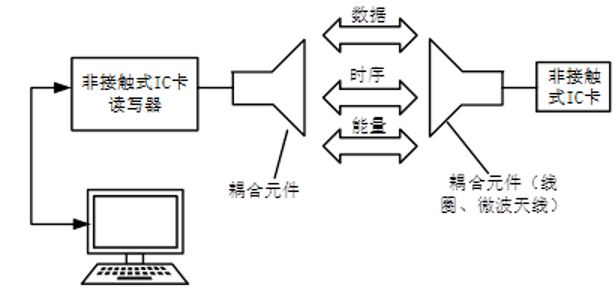 数据
非接触式IC卡
读写器
时序
非接触
式IC卡
能量
耦合元件
耦合元件（线
圈、微波天线）